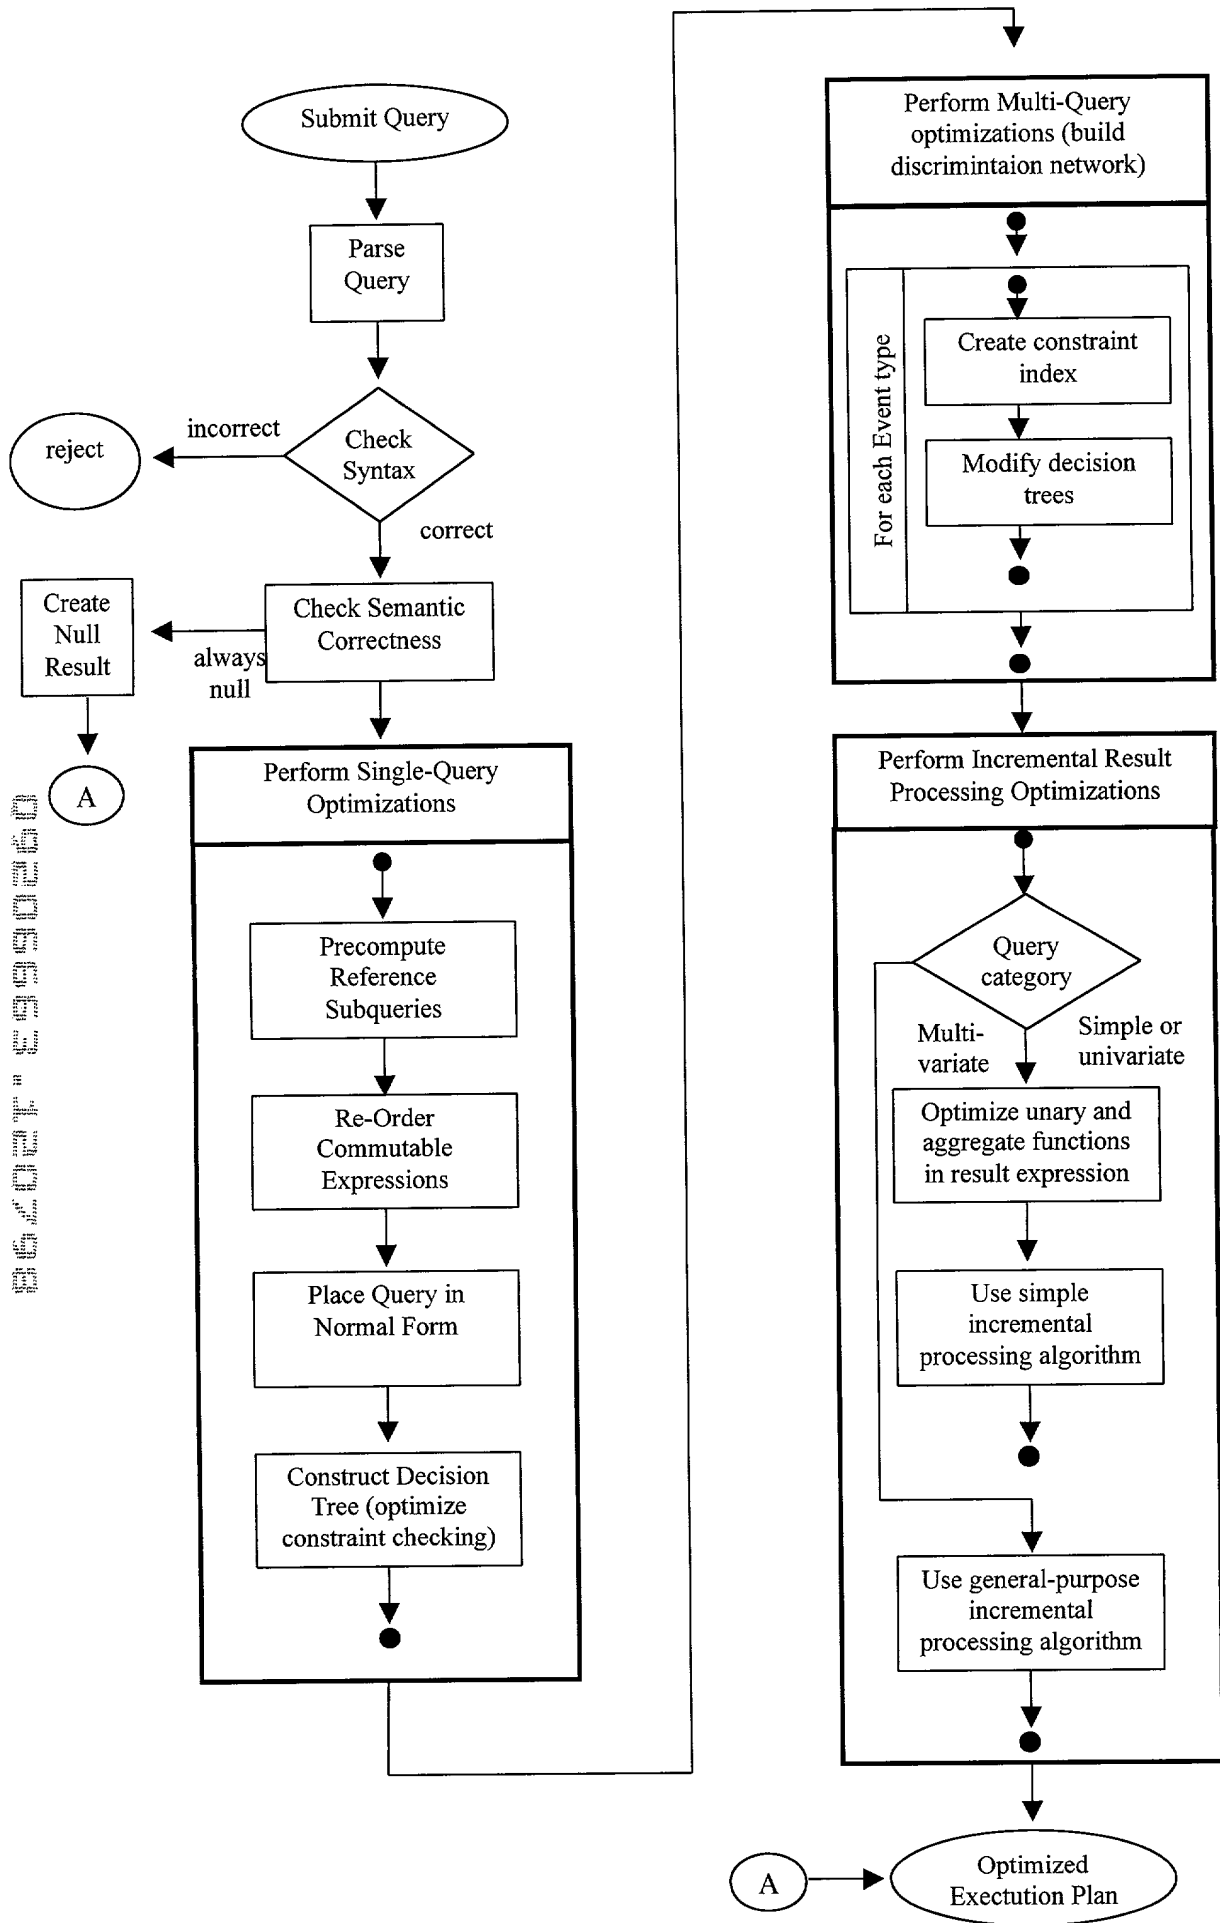 Submit Query
Parse
Query
Check
Syntax
incorrect
reject
correct
Check Semantic
Correctness
always
null
Create
Null
Result
A
Perform Single-Query
Optimizations
Precompute
Reference
Subqueries
Re-Order
Commutable
Expressions
Place Query in
Normal Form
Construct Decision
Tree (optimize
constraint checking)
Perform Multi-Query
optimizations (build
discrimintaion network)
For each Event type
Create constraint
index
Modify decision
trees
Perform Incremental Result
Processing Optimizations
Query
category
Multi-
variate
Simple or
univariate
Optimize unary and
aggregate functions
in result expression
Use simple
incremental
processing algorithm
Use general-purpose
incremental
processing algorithm
A
Optimized
Exectution Plan